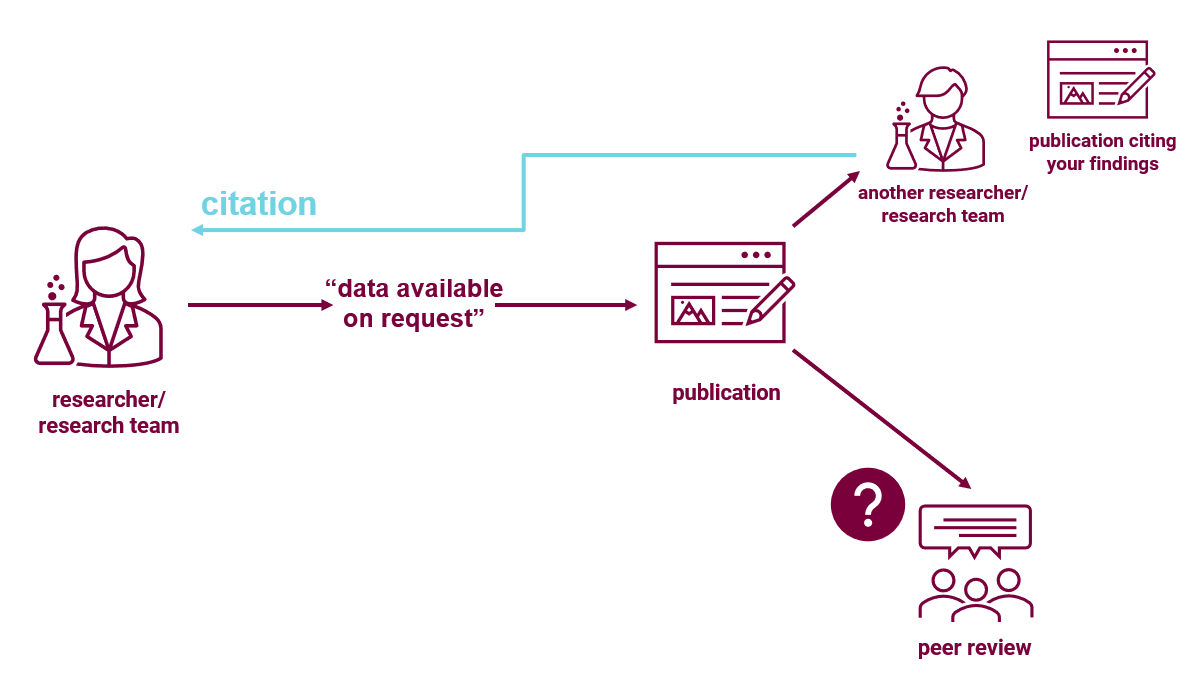 publication citing
your findings
another researcher/
research team
citation
“data available
on request”
researcher/
research team
publication
?
peer review